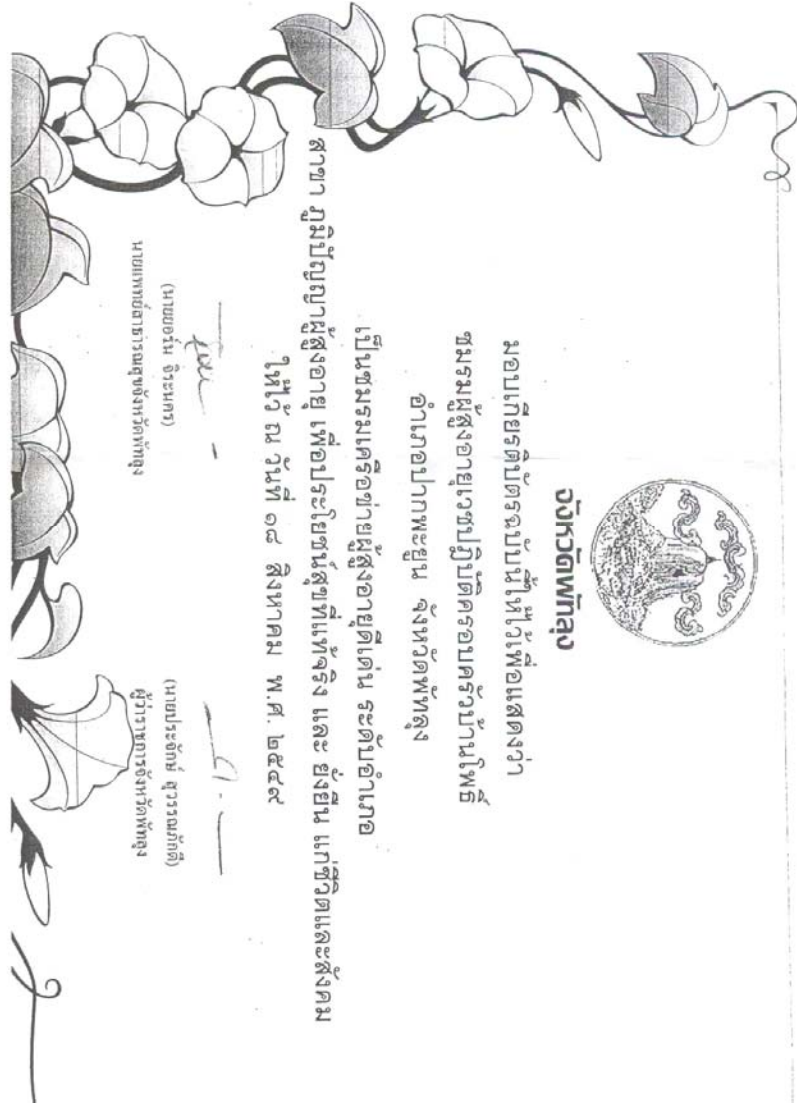 จังหวัดพัทลุง
มอบเกียรติบัตรฉบับนี้ให้ไว้เพื่อแสดงว่า
ชมรมผู้สูงอายุเวชปฏิบัติครอบครัวบ้านโพธิ์
อำเภอปากพะยูน จังหวัดพัทลุง
เป็นชมรมเครือข่ายผู้สูงอายุดีเด่น ระดับอำเภอ
สาขา ภูมิปัญญาผู้สูงอายุ เพื่อประโยชน์สุขที่แท้จริง และ ยั่งยืน แก่ชีวิตและสังคม
ให้ไว้ ณ วันที่ ๑๘ สิงหาคม พ.ศ. ๒๕๔๙
(นายยอร์น จิระนคร)
นายแพทย์สาธารณสุขจังหวัดพัทลุง
(นายประจักษ์ สุวรรณภักดี)
ผู้ว่าราชการจังหวัดพัทลุง